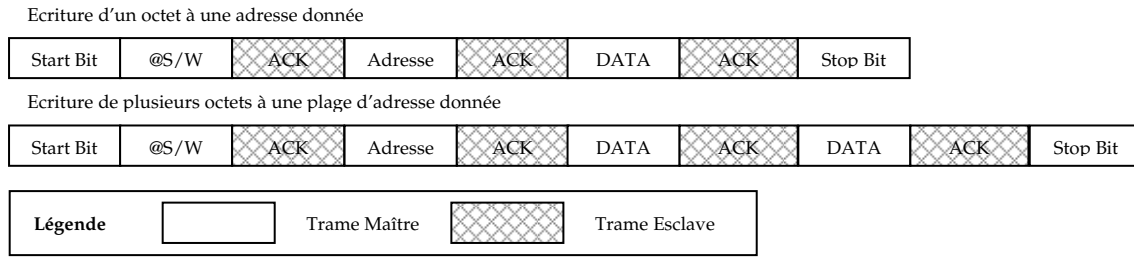 Ecriture d'un octet à une adresse donnée
Start Bit @S/W ACK Adresse ACK DATA ACK Stop Bit
Ecriture de plusieurs octets à une plage d'adresse donnée
Start Bit @S/W ACK Adresse ACK DATA ACK DATA ACK Stop Bit
Légende Trame Maître Trame Esclave